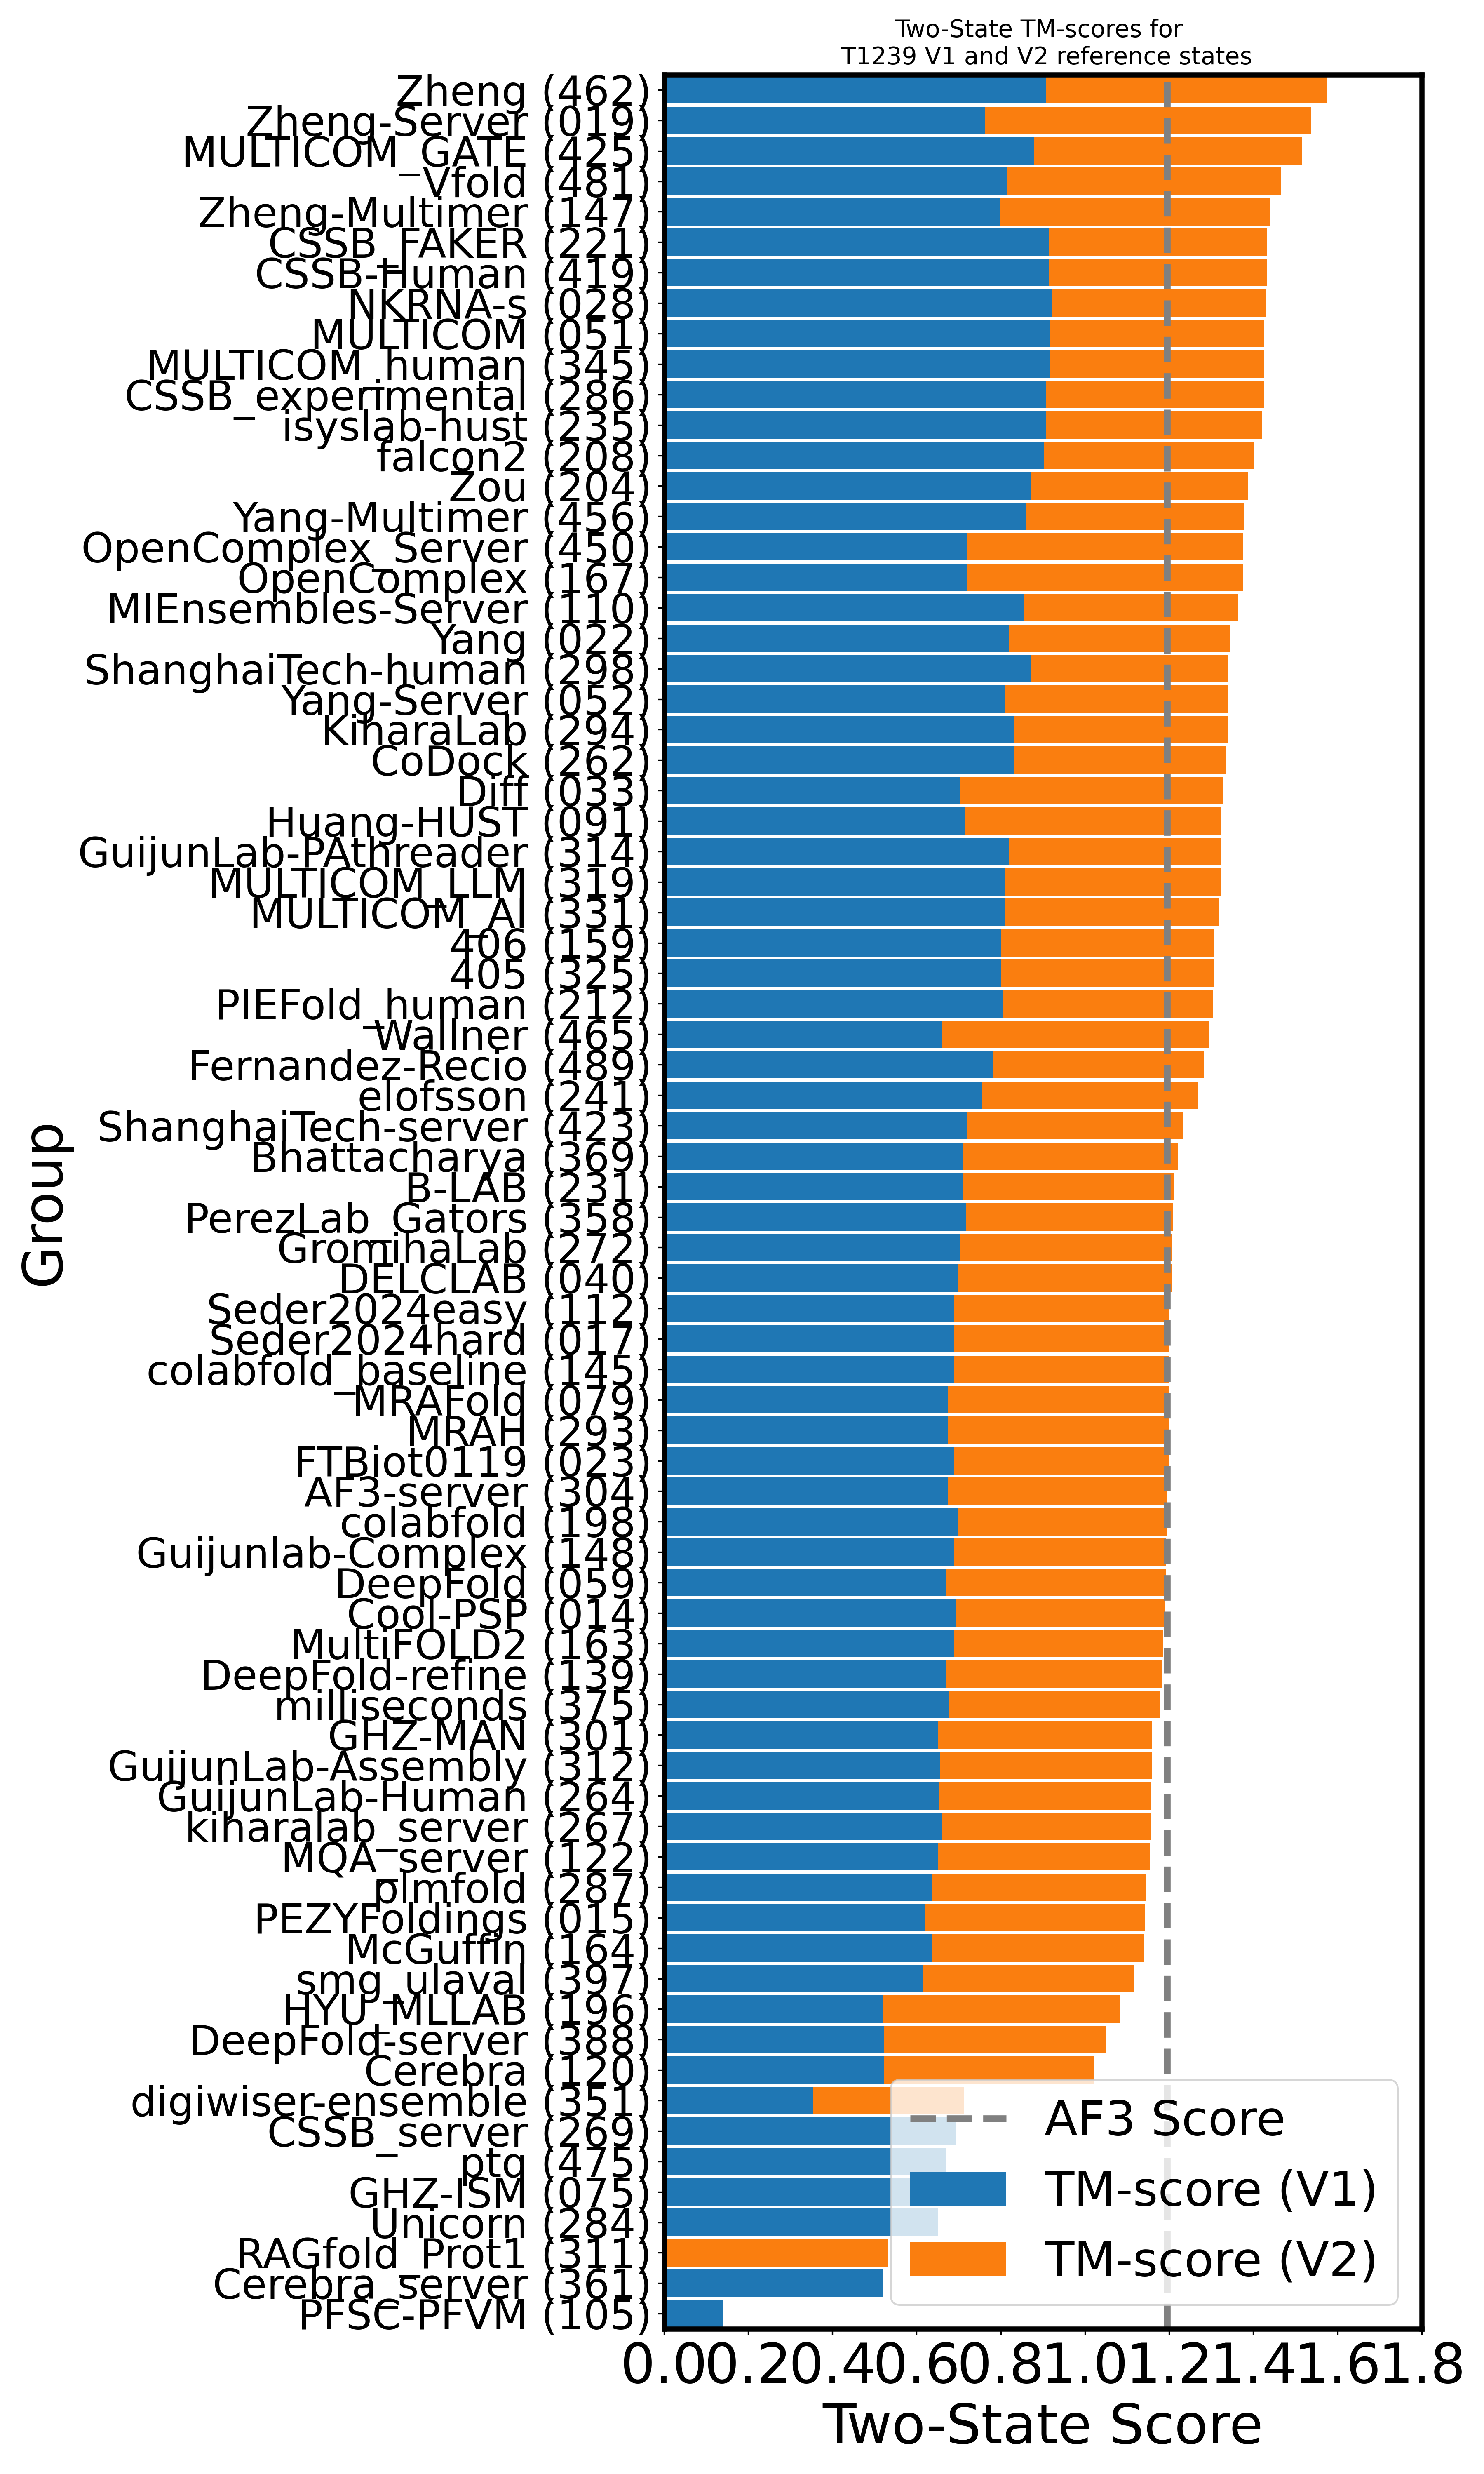 Two-State TM-scores for
T1239 V1 and V2 reference states
Zheng (462)
Zheng-Server (019)
MULTICOM_GATE (425)
Vfold (481)
Zheng-Multimer (147)
CSSB_FAKER (221)
CSSB-Human (419)
NKRNA-s (028)
MULTICOM (051)
MULTICOM_human (345)
CSSB_experimental (286)
isyslab-hust (235)
falcon2 (208)
Zou (204)
Yang-Multimer (456)
OpenComplex_Server (450)
OpenComplex (167)
MIEnsembles-Server (110)
Yang (022)
ShanghaiTech-human (298)
Yang-Server (052)
KiharaLab (294)
CoDock (262)
Diff (033)
Huang-HUST (091)
GuijunLab-PAthreader (314)
MULTICOM_LLM (319)
MULTICOM_AI (331)
406 (159)
405 (325)
PIEFold_human (212)
Wallner (465)
Fernandez-Recio (489)
elofsson (241)
ShanghaiTech-server (423)
Bhattacharya (369)
B-LAB (231)
PerezLab_Gators (358)
GromihaLab (272)
DELCLAB (040)
Seder2024easy (112)
Seder2024hard (017)
colabfold_baseline (145)
MRAFold (079)
MRAH (293)
FTBiot0119 (023)
AF3-server (304)
colabfold (198)
Guijunlab-Complex (148)
DeepFold (059)
Cool-PSP (014)
MultiFOLD2 (163)
DeepFold-refine (139)
milliseconds (375)
GHZ-MAN (301)
GuijunLab-Assembly (312)
GuijunLab-Human (264)
kiharalab_server (267)
MQA_server (122)
plmfold (287)
PEZYFoldings (015)
McGuffin (164)
smg_ulaval (397)
HYU_MLLAB (196)
DeepFold-server (388)
Cerebra (120)
digiwiser-ensemble (351)
CSSB_server (269)
ptq (475)
GHZ-ISM (075)
Unicorn (284)
RAGfold_Prot1 (311)
Cerebra_server (361)
PFSC-PFVM (105)
Group
AF3 Score
TM-score (V1)
TM-score (V2)
0.0 0.2 0.4 0.6 0.8 1.0 1.2 1.4 1.6 1.8
Two-State Score